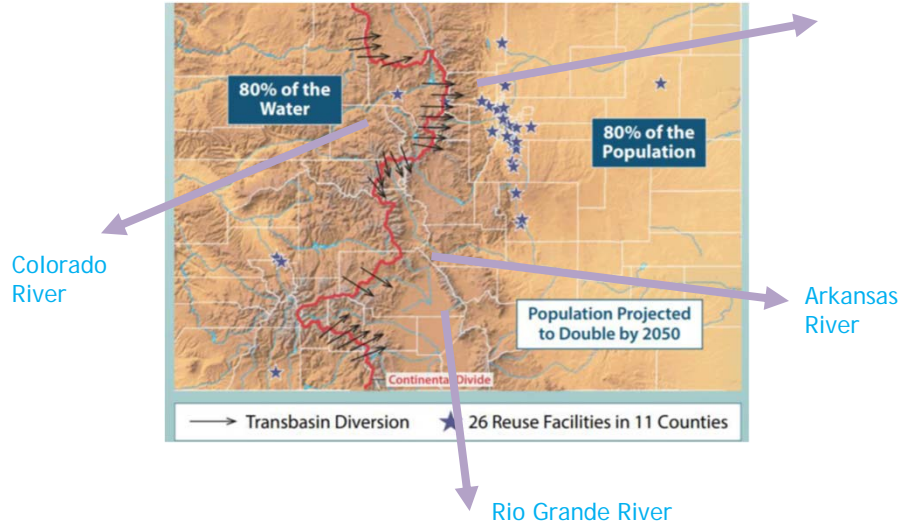 80% of the
Water
80% of the
Population
Colorado
River
Arkansas
River
Population Projected
to Double by 2050
Continental Divide
Transbasin Diversion
26 Reuse Facilities in 11 Counties
Rio Grande River